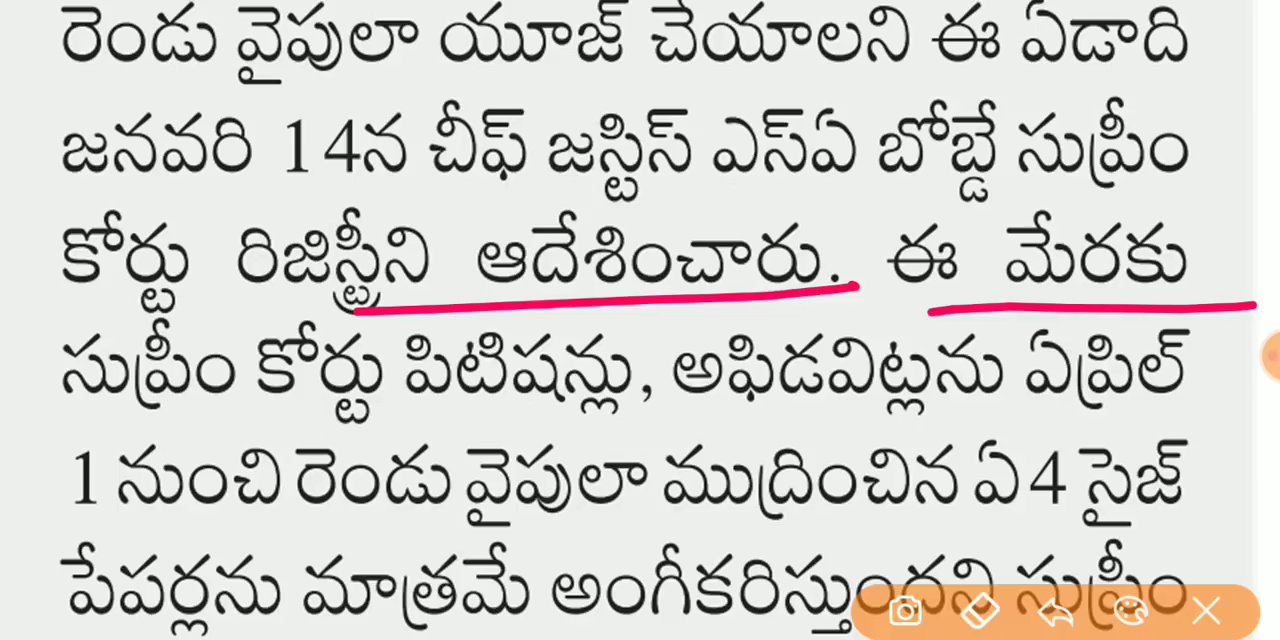 రెండు వైపులా యూజ్ చేయాలని ఈ ఏడాది
జనవరి 14న చీఫ్ జస్టిస్ ఎస్ఏ బోబ్డే సుప్రీం
కోర్టు రిజిస్ట్రీని ఆదేశించారు. ఈ మేరకు
సుప్రీం కోర్టు పిటిషన్లు, అఫిడవిట్లను ఏప్రిల్
1 నుంచి రెండు వైపులా ముద్రించిన ఏ4 సైజ్
పేపర్లను మాత్రమే అంగీకరిస్తుందని సుప్రీం